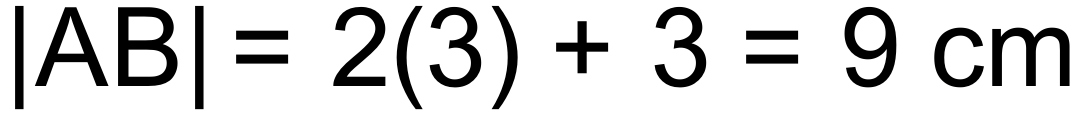 |AB| = 2(3) + 3 = 9 cm